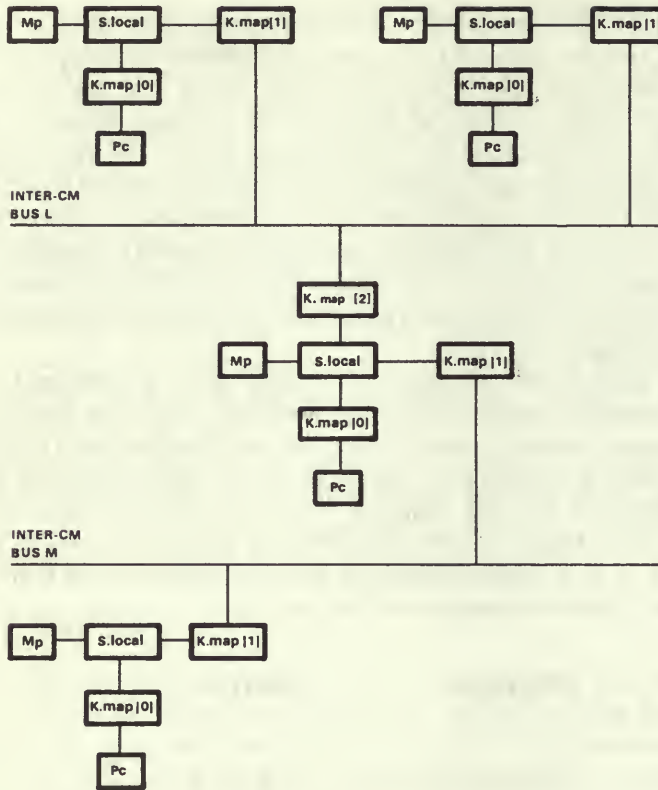 Mp S.local K.map[1] Mp S.local K.map |1
K.map |0| K.map |0|
Pc Pc
INTER-CM
BUS L
K. map [2]
Mp S.local K.map|1|
K.map|0|
Pc
INTER-CM
BUS M
Mp S.local K.map|1|
K.map|0|
Pc